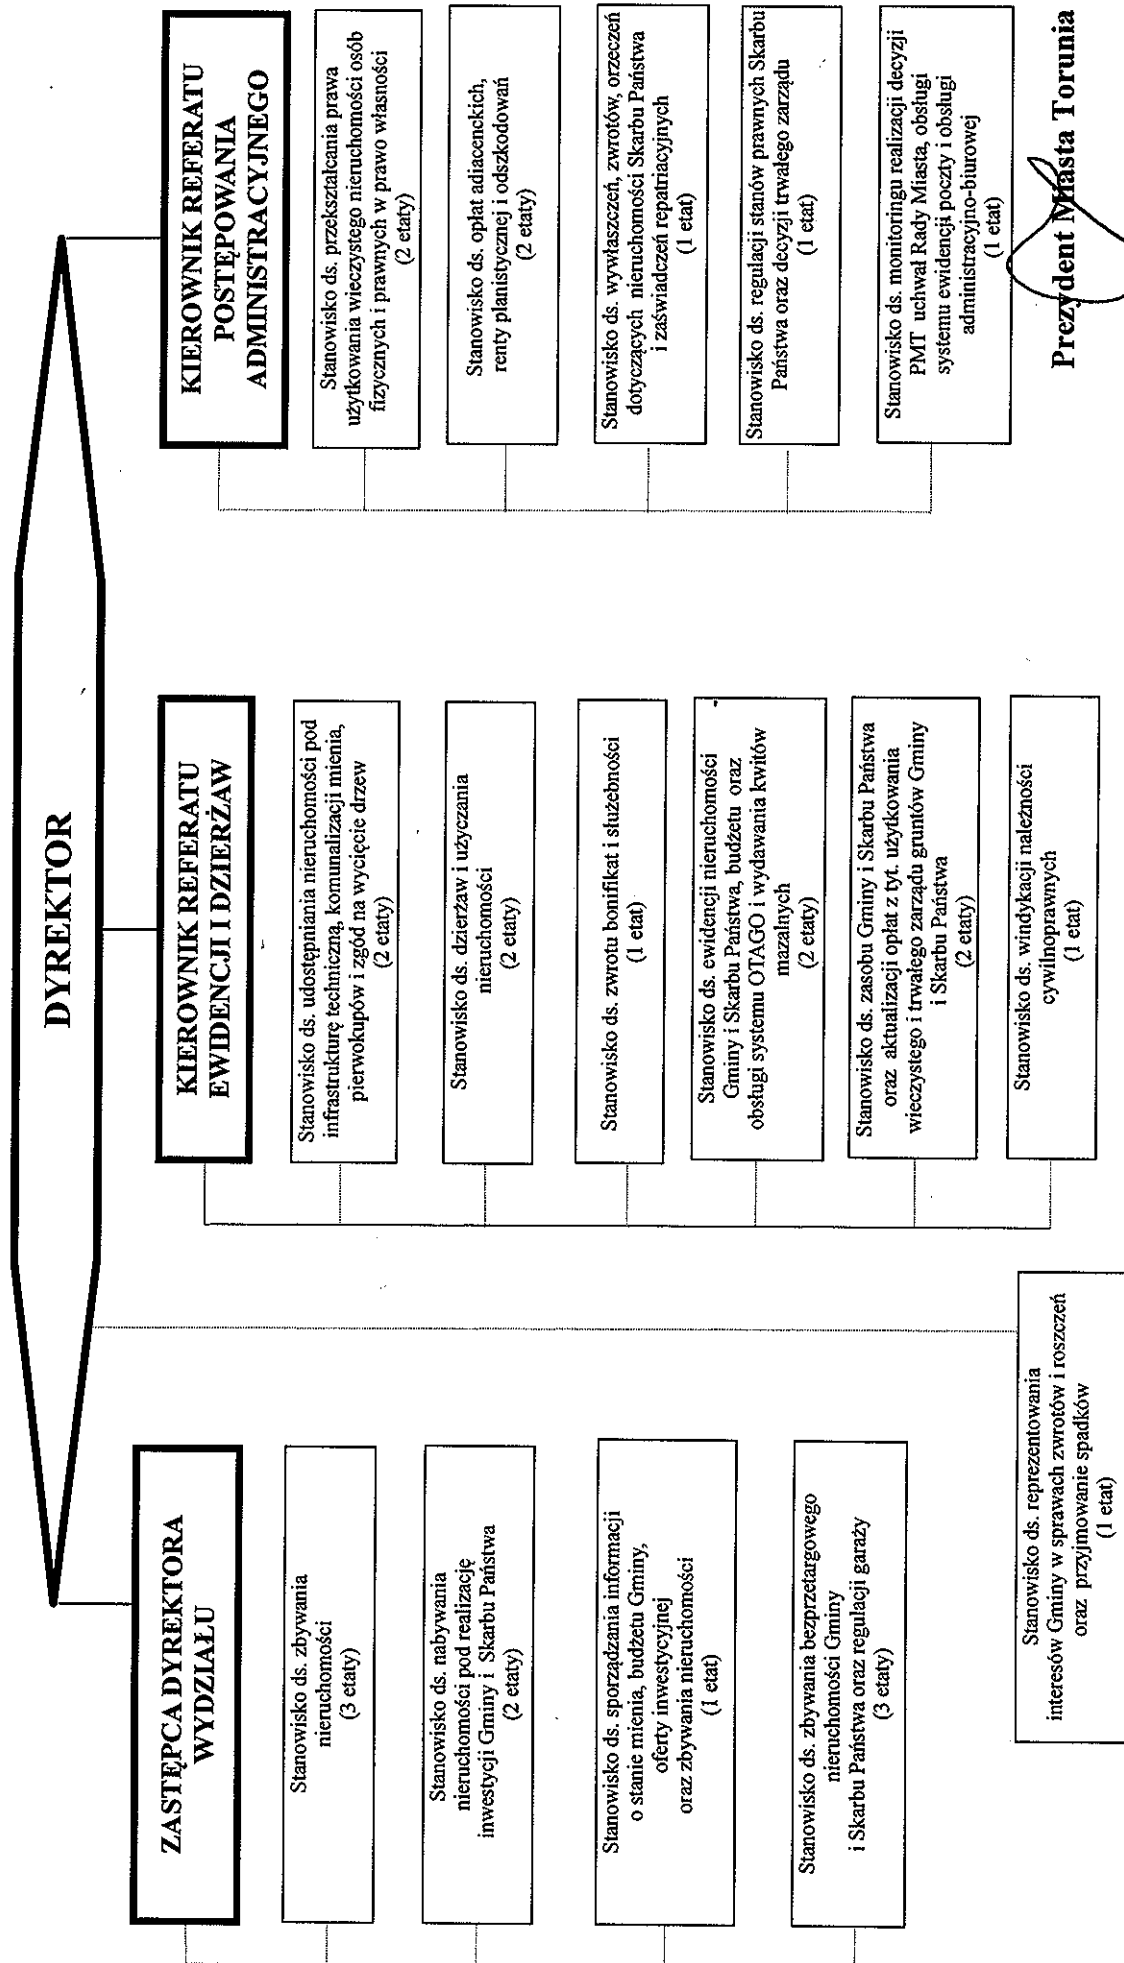 DYREKTOR
ZASTĘPCA DYREKTORA
WYDZIAŁU
Stanowisko ds. zbywania
nieruchomości
(3 etaty)
Stanowisko ds. nabywania
nieruchomości pod realizację
inwestycji Gminy i Skarbu Państwa
(2 etaty)
Stanowisko ds. sporządzania informacji
o stanie mienia, budżetu Gminy,
oferty inwestycyjnej
oraz zbywania nieruchomości
(1 etat)
Stanowisko ds. zbywania bezprzetargowego
nieruchomości Gminy
i Skarbu Państwa oraz regulacji garaży
(3 etaty)
Stanowisko ds. reprezentowania
interesów Gminy w sprawach zwrotów i roszczeń
oraz przyjmowanie spadków
(1 etat)
KIEROWNIK REFERATU
EWIDENCJI I DZIERŻAW
Stanowisko ds. udostępniania nieruchomości pod
infrastrukturę techniczną, komunalizacji mienia,
pierwokupów i zgód na wycięcie drzew
(2 etaty)
Stanowisko ds. dzierżaw i użyczania
nieruchomości
(2 etaty)
Stanowisko ds. zwrotu bonifikat i służebności
(1 etat)
Stanowisko ds. ewidencji nieruchomości
Gminy i Skarbu Państwa, budżetu oraz
obsługi systemu OTAGO i wydawania kwitów
mazalnych
(2 etaty)
Stanowisko ds. zasobu Gminy i Skarbu Państwa
oraz aktualizacji opłat z tyt. użytkowania
wieczystego i trwałego zarządu gruntów Gminy
i Skarbu Państwa
(2 etaty)
Stanowisko ds. windykacji należności
cywilnoprawnych
(1 etat)
KIEROWNIK REFERATU
POSTĘPOWANIA
ADMINISTRACYJNEGO
Stanowisko ds. przekształcania prawa
użytkowania wieczystego nieruchomości osób
fizycznych i prawnych w prawo własności
(2 etaty)
Stanowisko ds. opłat adiacenckich,
renty planistycznej i odszkodowań
(2 etaty)
Stanowisko ds. wywłaszczeń, zwrotów, orzeczeń
dotyczących nieruchomości Skarbu Państwa
i zaświadczeń repatriacyjnych
(1 etat)
Stanowisko ds. regulacji stanów prawnych Skarbu
Państwa oraz decyzji trwałego zarządu
(1 etat)
Stanowisko ds. monitoringu realizacji decyzji
PMT uchwał Rady Miasta, obsługi
systemu ewidencji poczty i obsługi
administracyjno-biurowej
(1 etat)
Prezydent Miasta Torunia